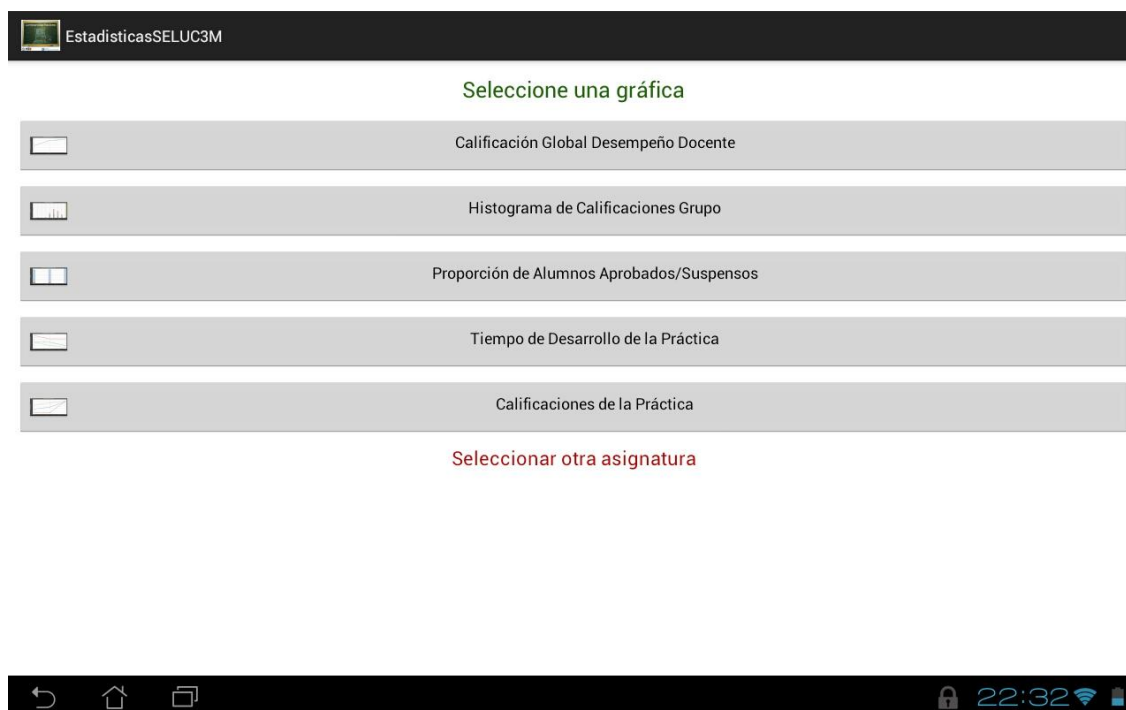 EstadisticasSELUC3M
Seleccione una gráfica
Calificación Global Desempeño Docente
Histograma de Calificaciones Grupo
Proporción de Alumnos Aprobados/Suspensos
Tiempo de Desarrollo de la Práctica
Calificaciones de la Práctica
Seleccionar otra asignatura
22:32